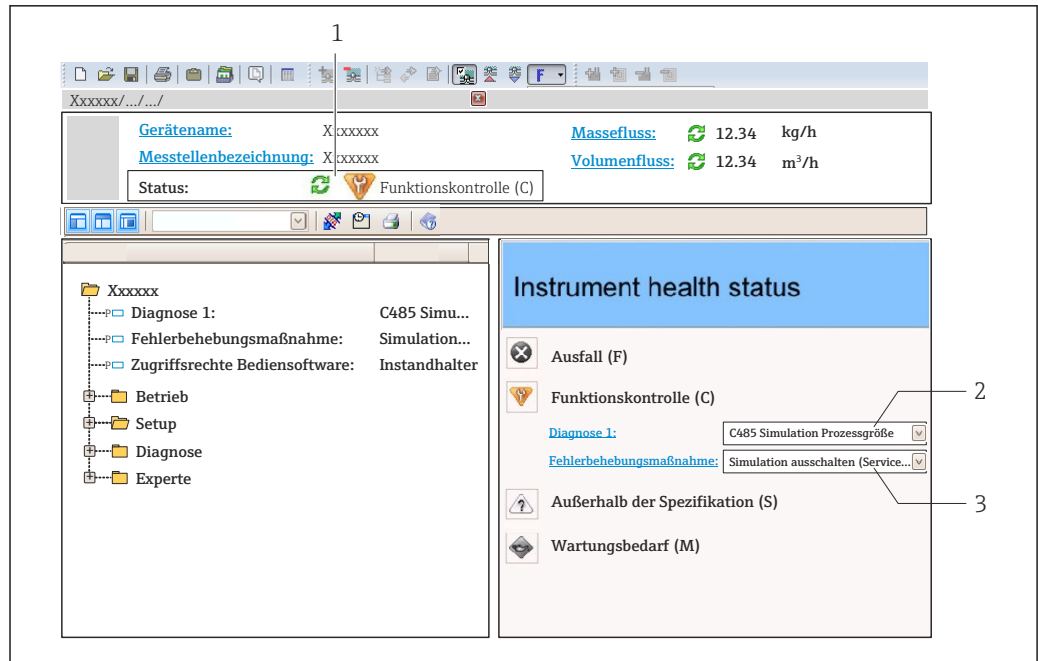 1
F
Xxxxxx/.../.../
Gerätename: Xxxxxxx
Massefluss: 12.34 kg/h
Messstellenbezeichnung: Xxxxxxx
Volumenfluss: 12.34 m³/h
Status: Funktionskontrolle (C)
Xxxxxx
P Diagnose 1: C485 Simu...
P Fehlerbehebungsmaßnahme: Simulation...
P Zugriffsrechte Bediensoftware: Instandhalter
Betrieb
Setup
Diagnose
Experte
Instrument health status
Ausfall (F)
Funktionskontrolle (C)
2
Diagnose 1: C485 Simulation Prozessgröße
Fehlerbehebungsmaßnahme: Simulation ausschalten (Service...
Außerhalb der Spezifikation (S)
3
Wartungsbedarf (M)